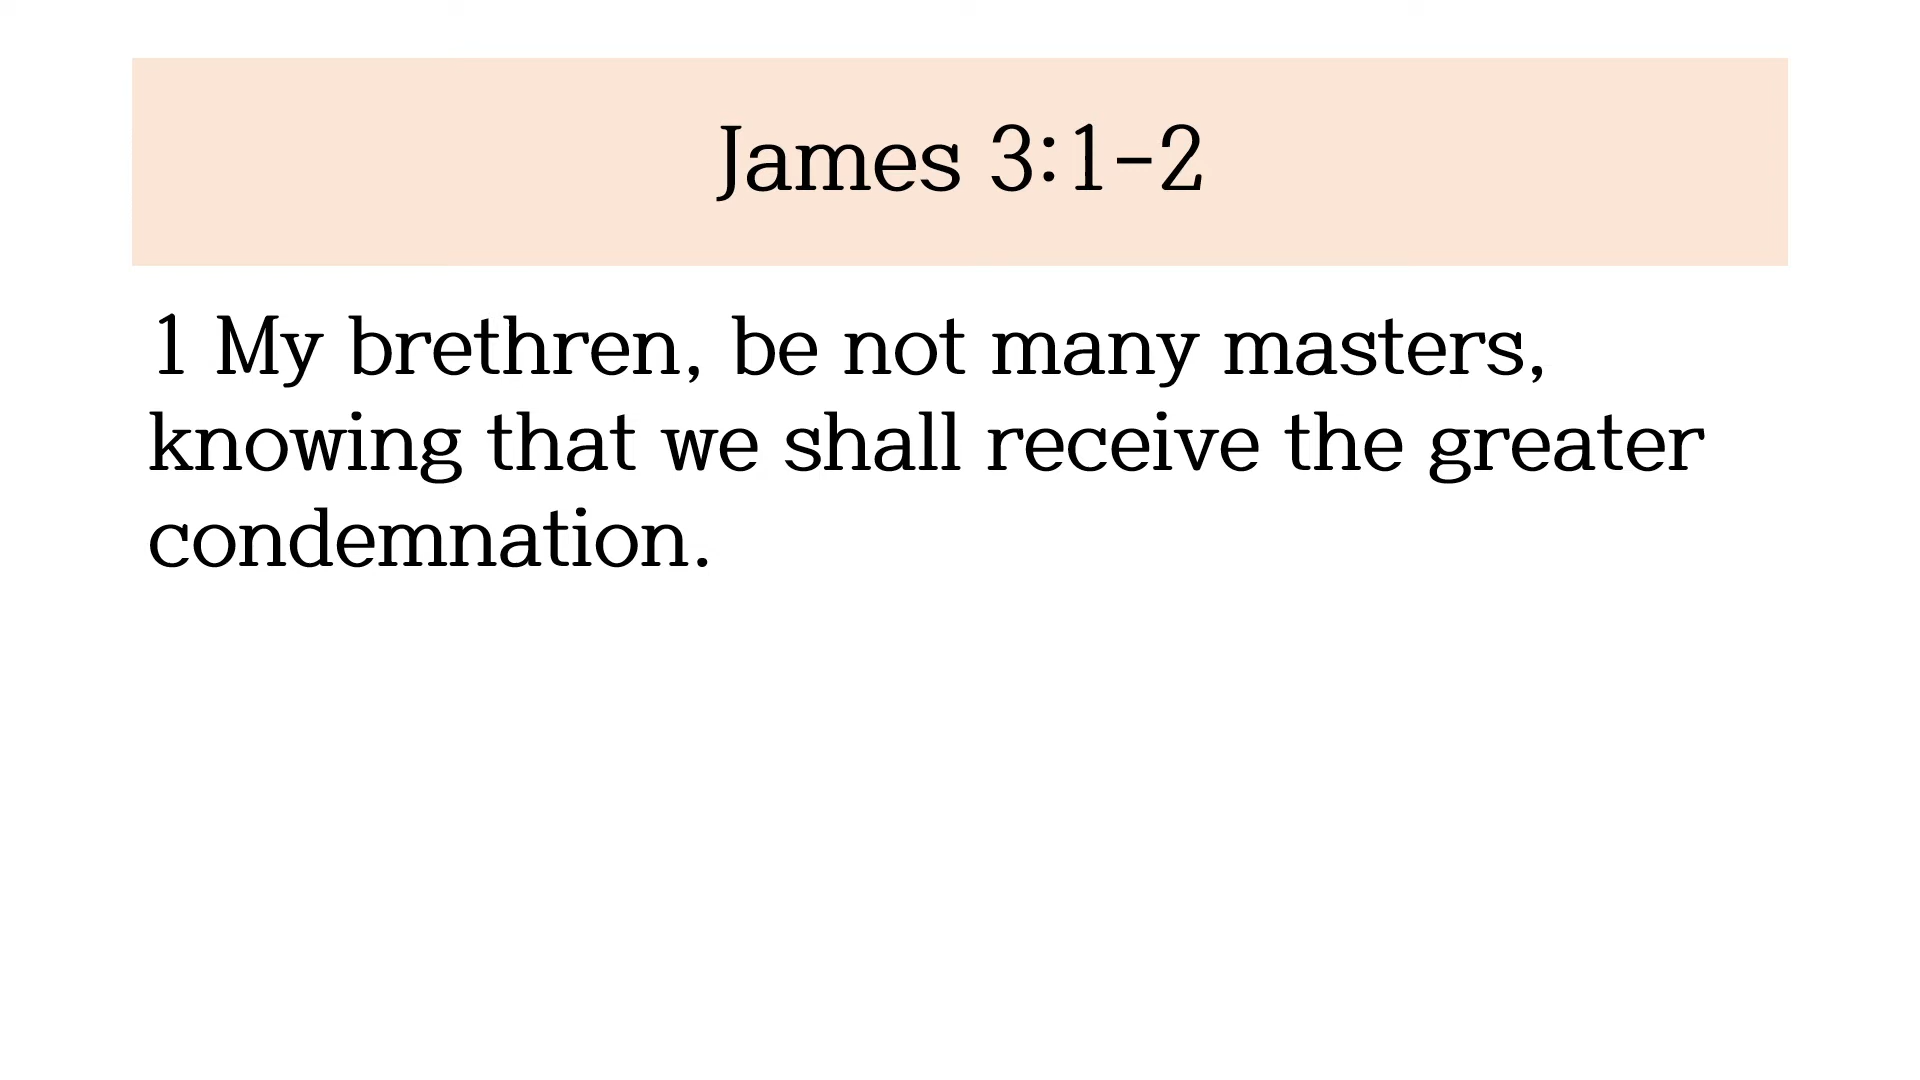 James 3:1-2
1 My brethren, be not many masters,
knowing that we shall receive the greater
condemnation.